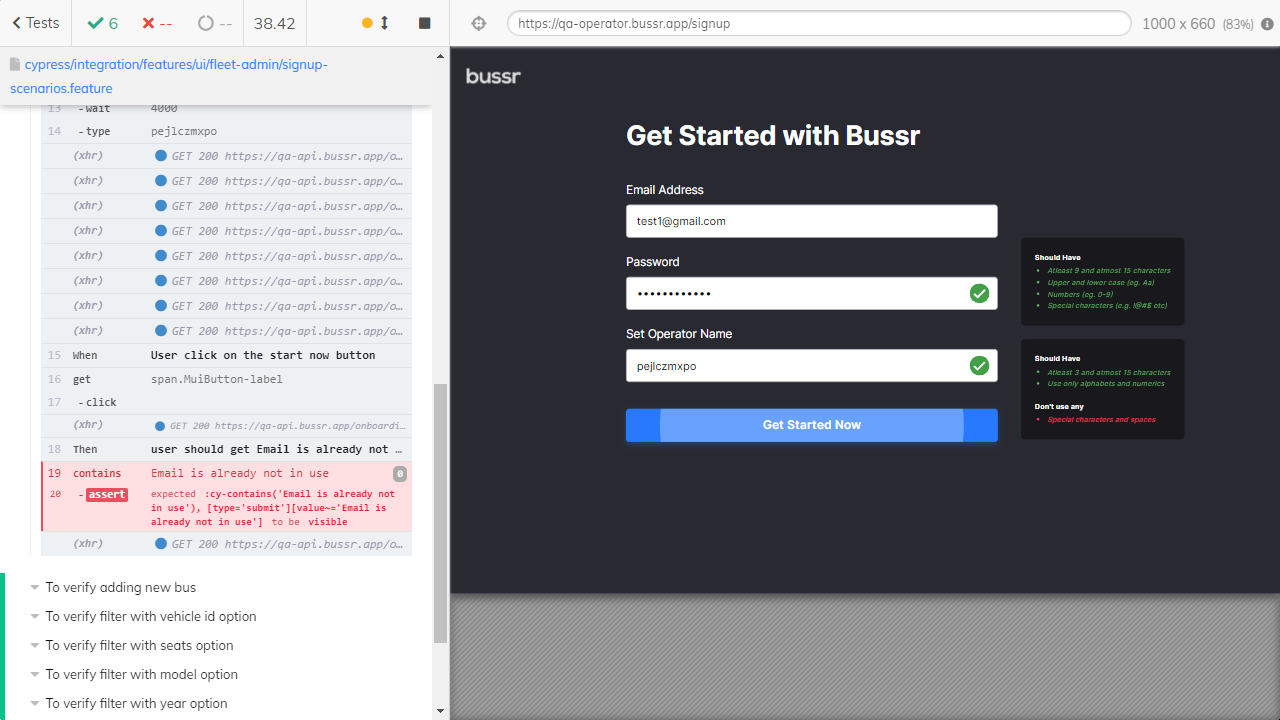 Tests
6
--
--
38.42
https://qa-operator.bussr.app/signup
1000 x 660 (83%)
cypress/integration/features/ui/fleet-admin/signup-
scenarios.feature
13 -wait 4000
14 -type pejlczmxpo
(xhr) GET 200 https://qa-api.bussr.app/o…
(xhr) GET 200 https://qa-api.bussr.app/o…
(xhr) GET 200 https://qa-api.bussr.app/o…
(xhr) GET 200 https://qa-api.bussr.app/o…
(xhr) GET 200 https://qa-api.bussr.app/o…
(xhr) GET 200 https://qa-api.bussr.app/o…
(xhr) GET 200 https://qa-api.bussr.app/o…
(xhr) GET 200 https://qa-api.bussr.app/o…
15 When User click on the start now button
16 get span.MuiButton-label
17 -click
(xhr) GET 200 https://qa-api.bussr.app/onboardi…
18 Then user should get Email is already not …
19 contains Email is already not in use 0
20 -assert expected :cy-contains('Email is already not
in use'), [type='submit'][value~='Email is
already not in use'] to be visible
(xhr) GET 200 https://qa-api.bussr.app/o…
To verify adding new bus
To verify filter with vehicle id option
To verify filter with seats option
To verify filter with model option
To verify filter with year option
bussr
Get Started with Bussr
Email Address
test1@gmail.com
Password
••••••••••••
Set Operator Name
pejlczmxpo
Get Started Now
Should Have
• Atleast 9 and atmost 15 characters
• Upper and lower case (eg. Aa)
• Numbers (eg. 0-9)
• Special characters (e.g. !@#$ etc)
Should Have
• Atleast 3 and atmost 15 characters
• Use only alphabets and numerics
Don't use any
• Special characters and spaces